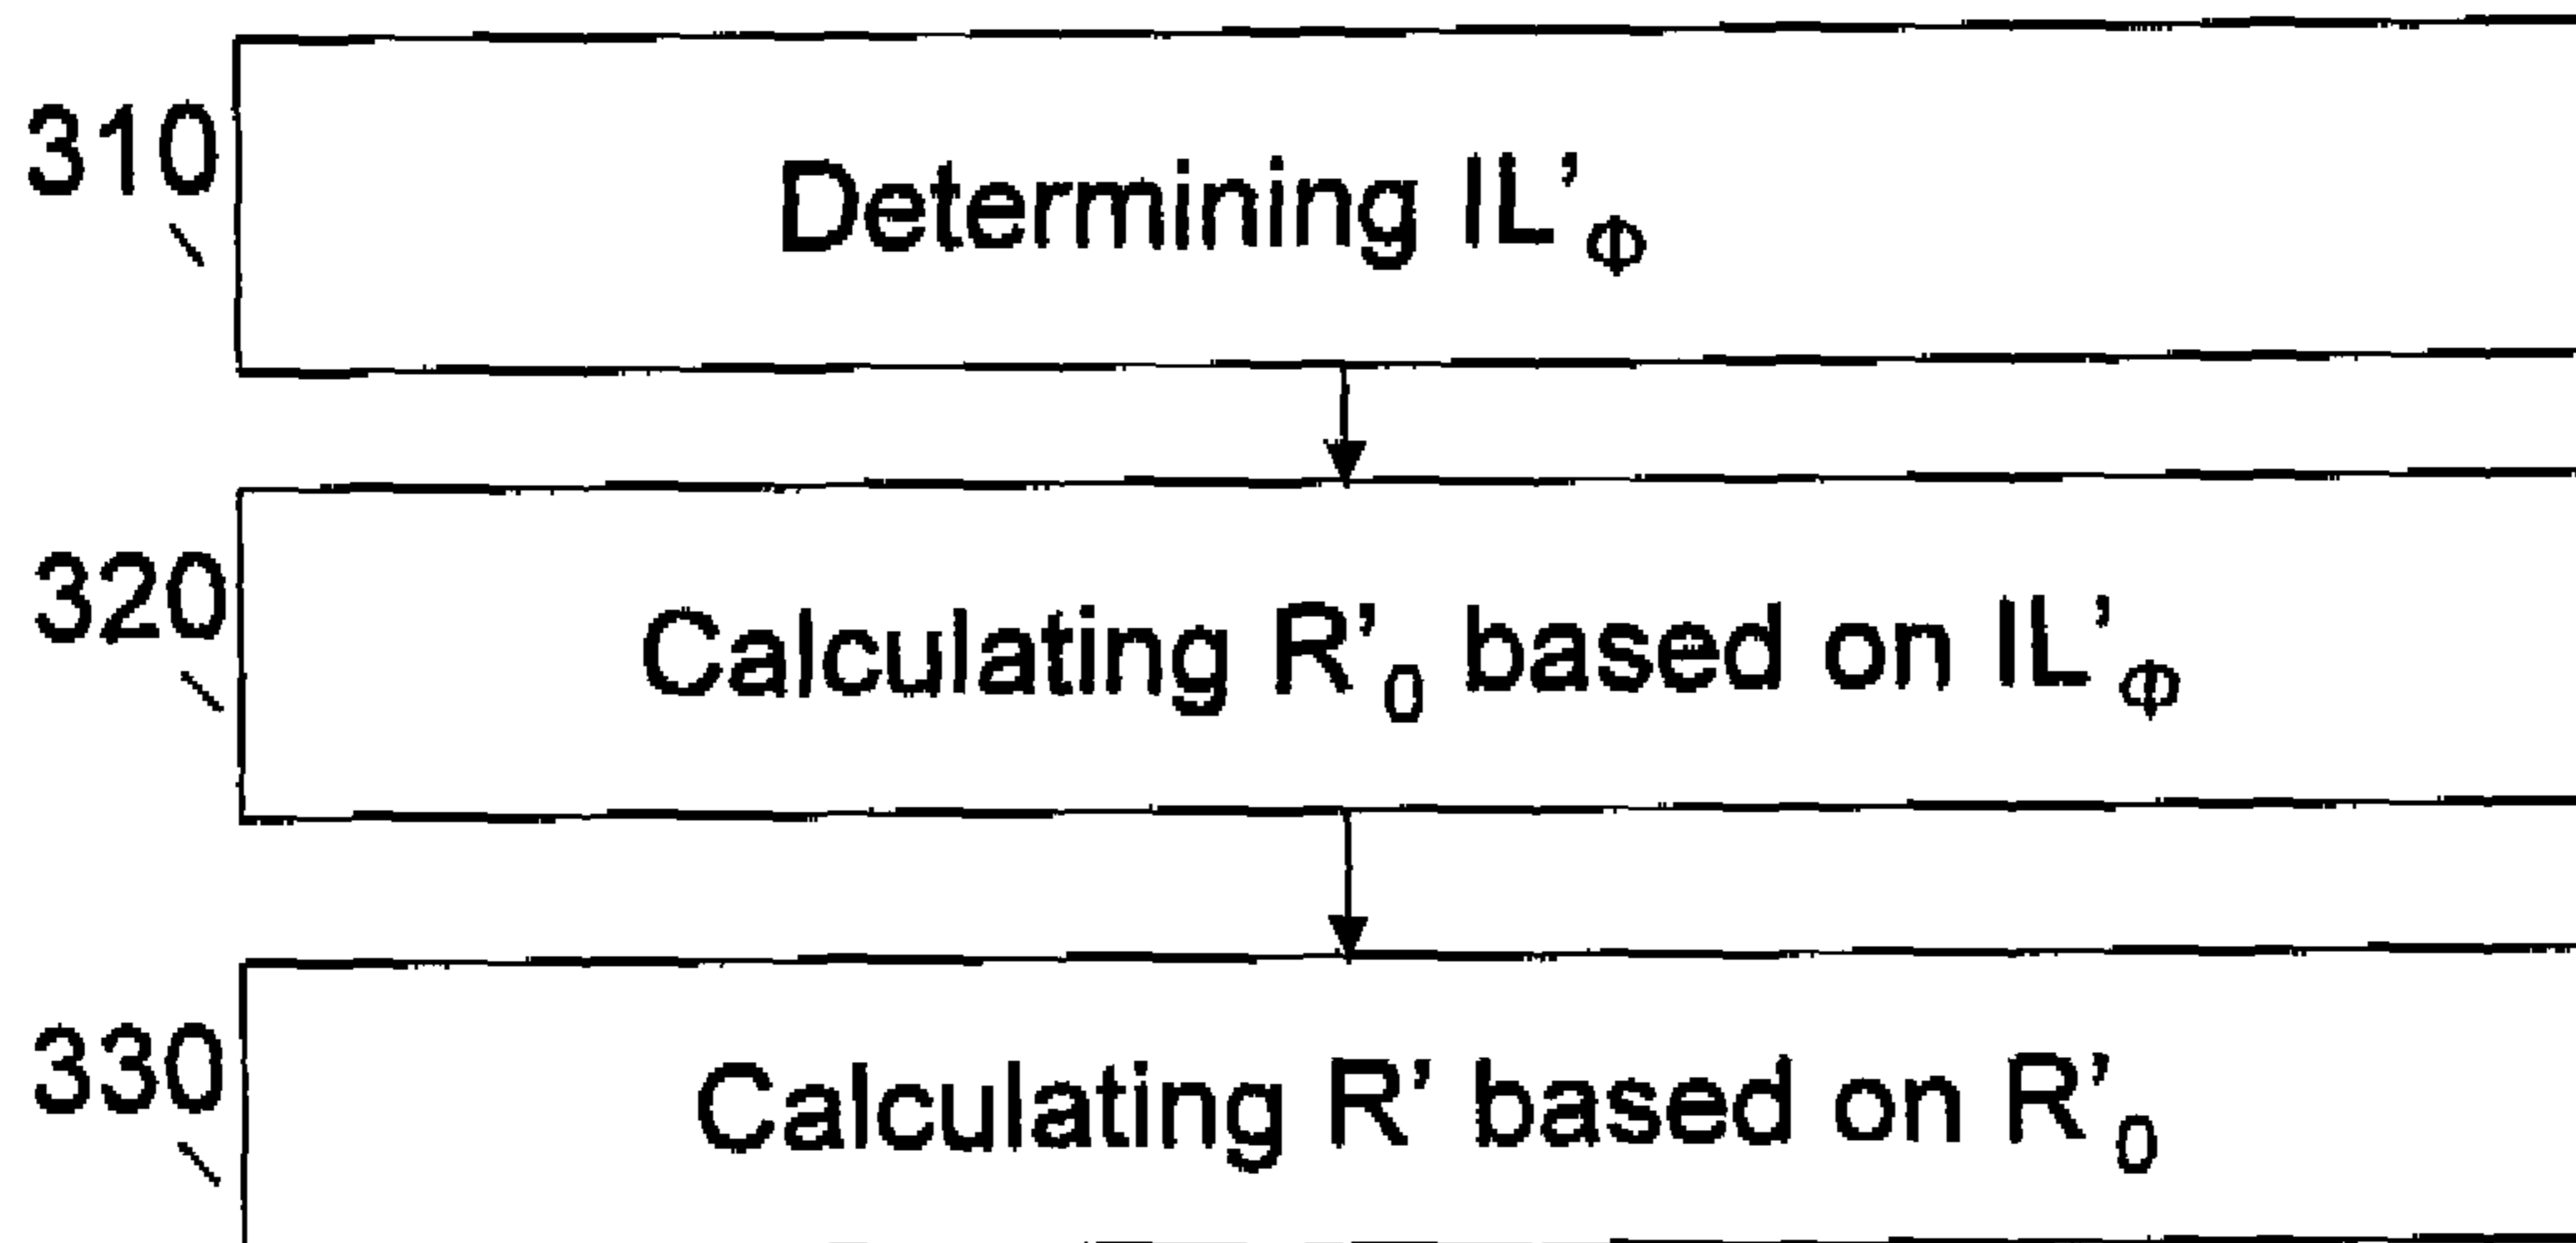 310
Determining IL'Φ
320
Calculating R'0 based on IL'Φ
330
Calculating R' based on R'0